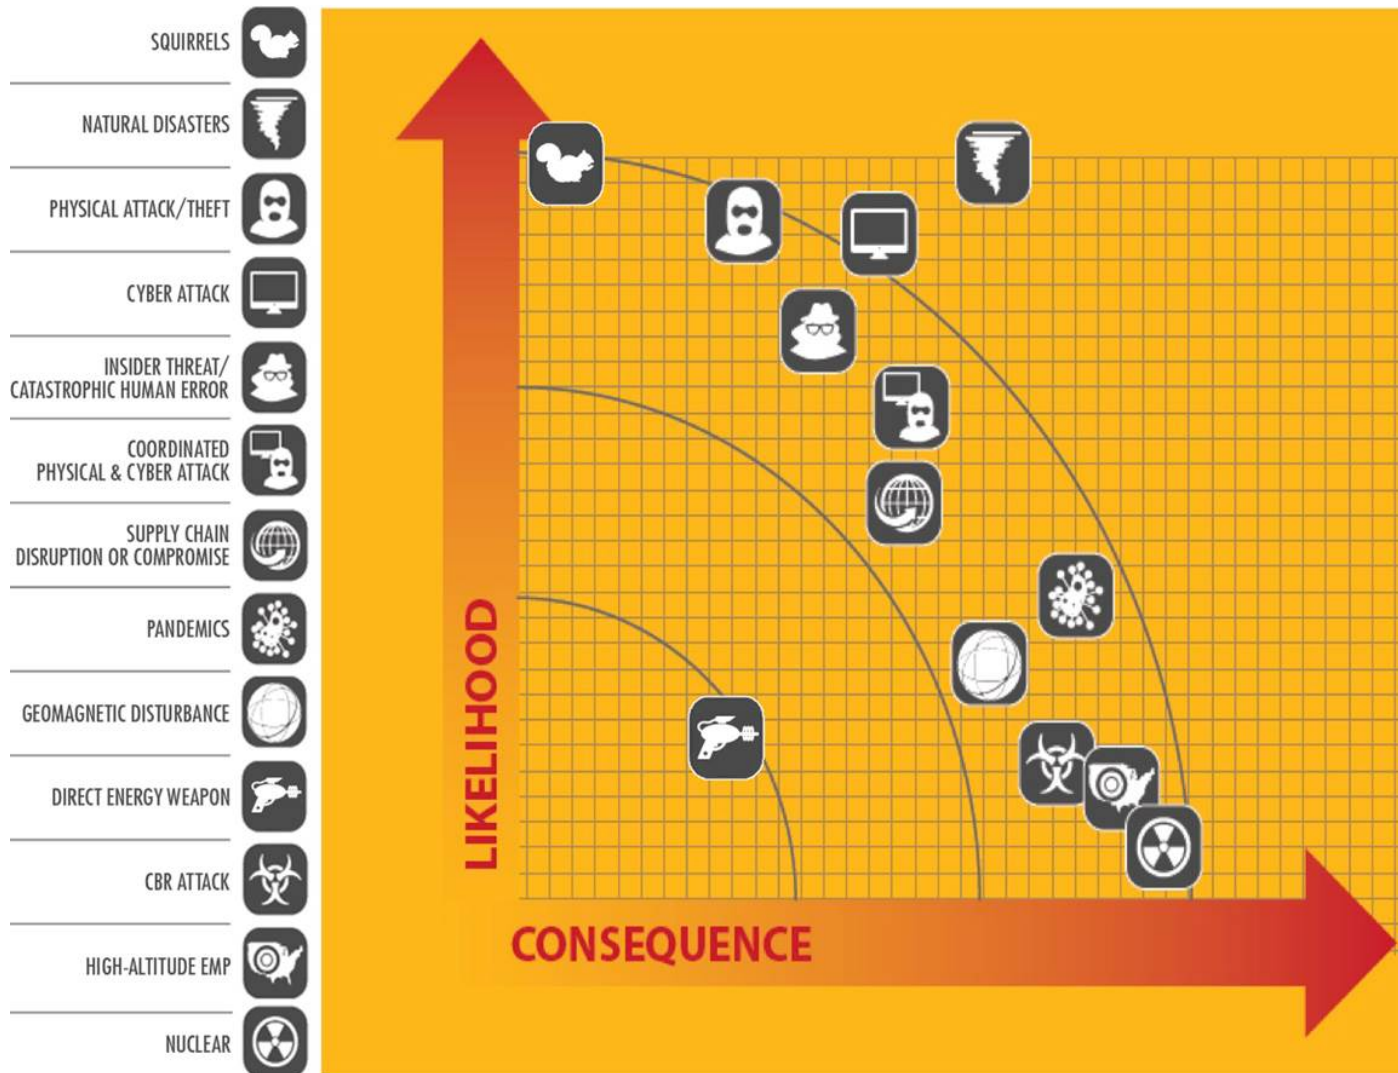 SQUIRRELS
NATURAL DISASTERS
PHYSICAL ATTACK/THEFT
CYBER ATTACK
INSIDER THREAT/
CATASTROPHIC HUMAN ERROR
COORDINATED
PHYSICAL & CYBER ATTACK
SUPPLY CHAIN
DISRUPTION OR COMPROMISE
PANDEMICS
GEOMAGNETIC DISTURBANCE
DIRECT ENERGY WEAPON
CBR ATTACK
HIGH-ALTITUDE EMP
NUCLEAR
LIKELIHOOD
CONSEQUENCE